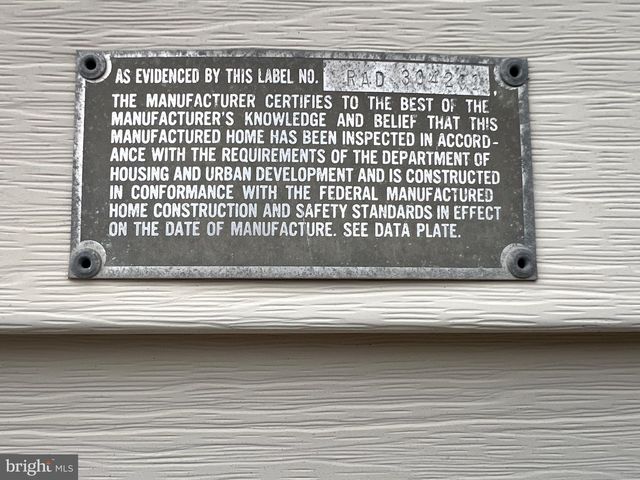 AS EVIDENCED BY THIS LABEL NO. RAD
THE MANUFACTURER CERTIFIES TO THE BEST OF THE
MANUFACTURER'S KNOWLEDGE AND BELIEF THAT THIS
MANUFACTURED HOME HAS BEEN INSPECTED IN ACCORD-
ANCE WITH THE REQUIREMENTS OF THE DEPARTMENT OF
HOUSING AND URBAN DEVELOPMENT AND IS CONSTRUCTED
IN CONFORMANCE WITH THE FEDERAL MANUFACTURED
HOME CONSTRUCTION AND SAFETY STANDARDS IN EFFECT
ON THE DATE OF MANUFACTURE. SEE DATA PLATE.
bright MLS